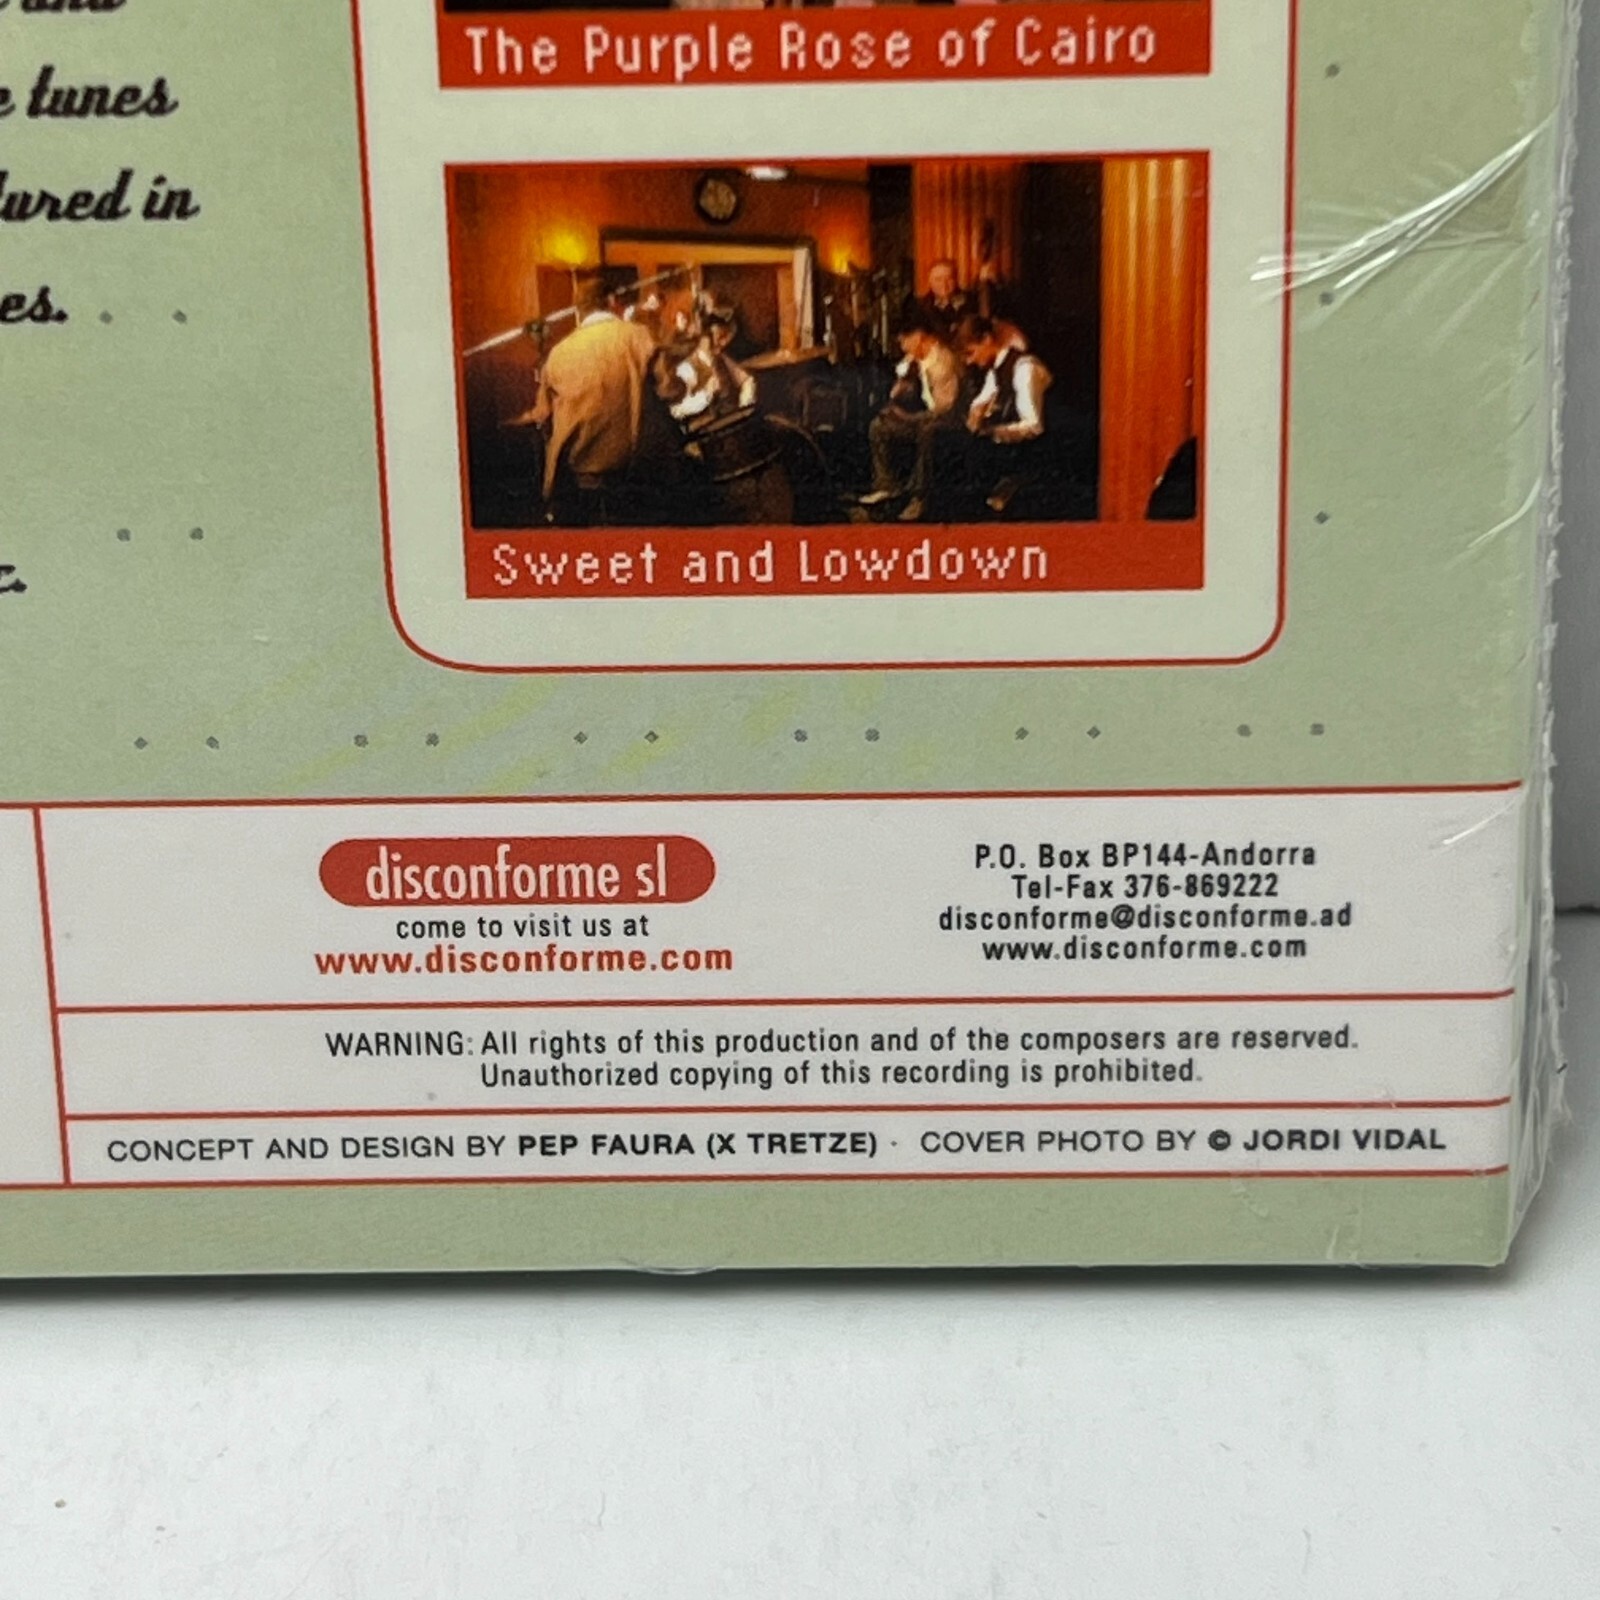 The Purple Rose of Cairo
tunes
in
Sweet and Lowdown
disconforme sl
come to visit us at
www.disconforme.com
P.O. Box BP144-Andorra
Tel-Fax 376-869222
disconforme@disconforme.ad
www.disconforme.com
WARNING: All rights of this production and of the composers are reserved.
Unauthorized copying of this recording is prohibited.
CONCEPT AND DESIGN BY PEP FAURA (X TRETZE) · COVER PHOTO BY © JORDI VIDAL